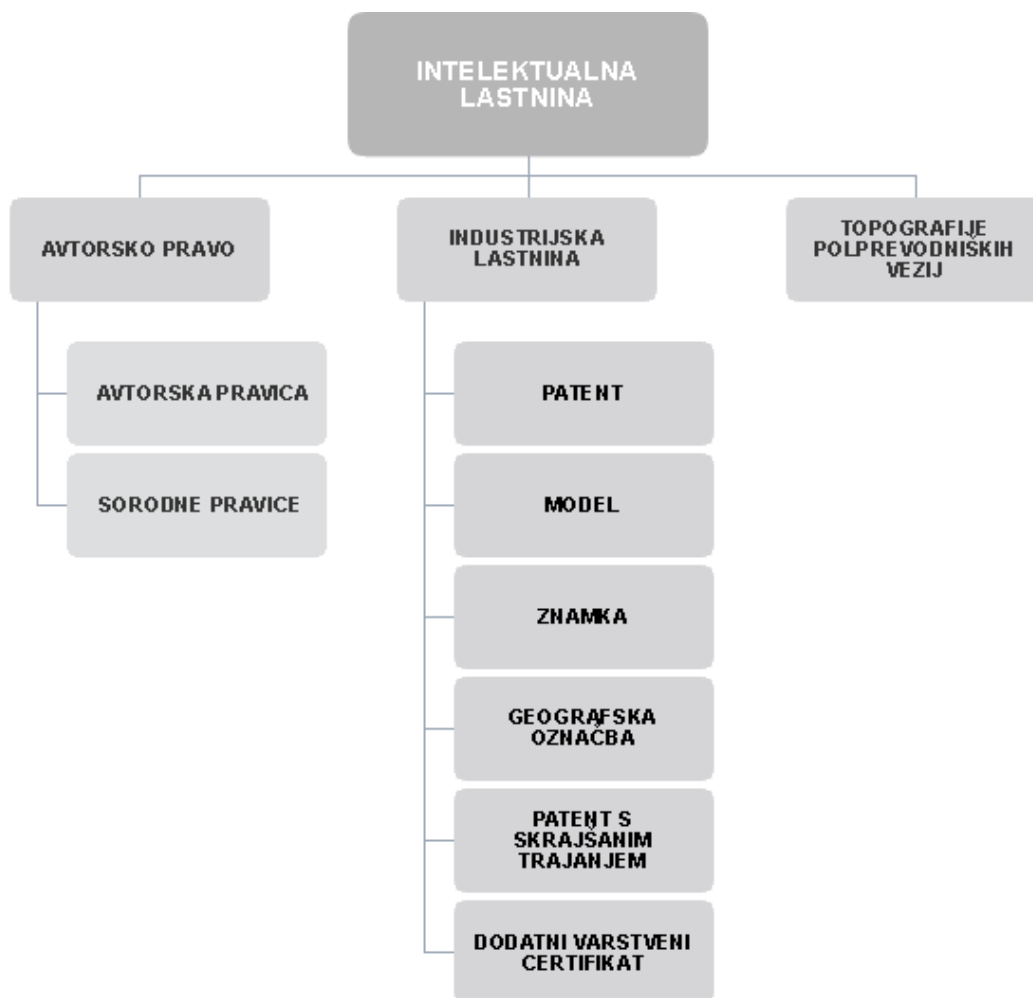 INTELEKTUALNA
LASTNINA
AVTORSKO PRAVO
AVTORSKA PRAVICA
SORODNE PRAVICE
INDUSTRIJSKA
LASTNINA
PATENT
MODEL
ZNAMKA
GEOGRAFSKA
OZNAČBA
PATENT S
SKRAJŠANIM
TRAJANJEM
DODATNI VARSTVENI
CERTIFIKAT
TOPOGRAFIJE
POLPREVODNIŠKIH
VEZIJ